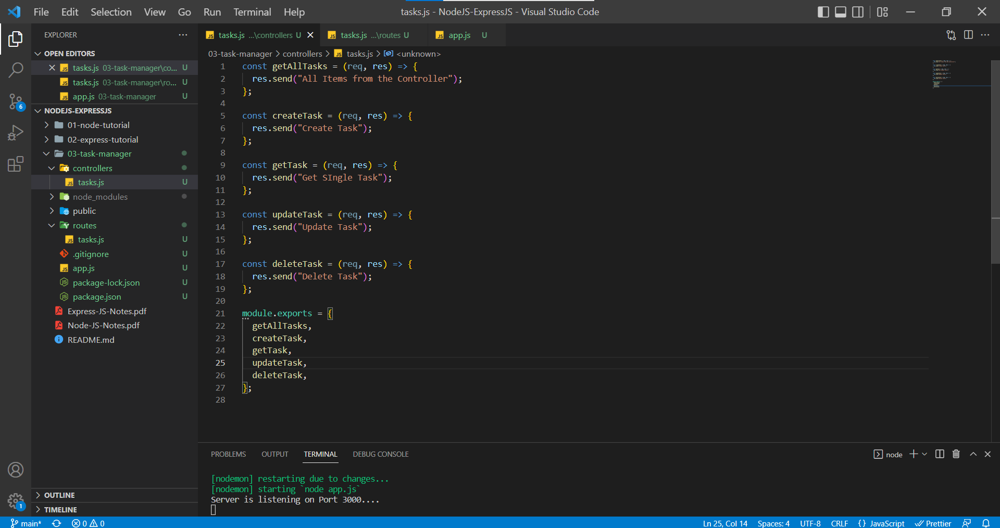 File Edit Selection View Go Run Terminal Help
tasks.js - NodeJS-ExpressJS - Visual Studio Code
EXPLORER
OPEN EDITORS
tasks.js 03-task-manager\co... U
tasks.js 03-task-manager\ro... U
app.js 03-task-manager U
NODEJS-EXPRESSJS
01-node-tutorial
02-express-tutorial
03-task-manager
controllers
tasks.js U
node_modules
public
routes
tasks.js U
.gitignore U
app.js U
package-lock.json U
package.json U
Express-JS-Notes.pdf
Node-JS-Notes.pdf
README.md
OUTLINE
TIMELINE
6
1
tasks.js ...\controllers U
tasks.js ...\routes U
app.js U
03-task-manager > controllers > tasks.js > <unknown>
1 const getAllTasks = (req, res) => {
2 res.send("All Items from the Controller");
3 };
4
5 const createTask = (req, res) => {
6 res.send("Create Task");
7 };
8
9 const getTask = (req, res) => {
10 res.send("Get SIngle Task");
11 };
12
13 const updateTask = (req, res) => {
14 res.send("Update Task");
15 };
16
17 const deleteTask = (req, res) => {
18 res.send("Delete Task");
19 };
20
21 module.exports = {
22 getAllTasks,
23 createTask,
24 getTask,
25 updateTask,
26 deleteTask,
27 };
28
PROBLEMS OUTPUT TERMINAL DEBUG CONSOLE
node
[nodemon] restarting due to changes...
[nodemon] starting `node app.js`
Server is listening on Port 3000....
main* 0 0
Ln 25, Col 14 Spaces: 4 UTF-8 CRLF {} JavaScript Prettier